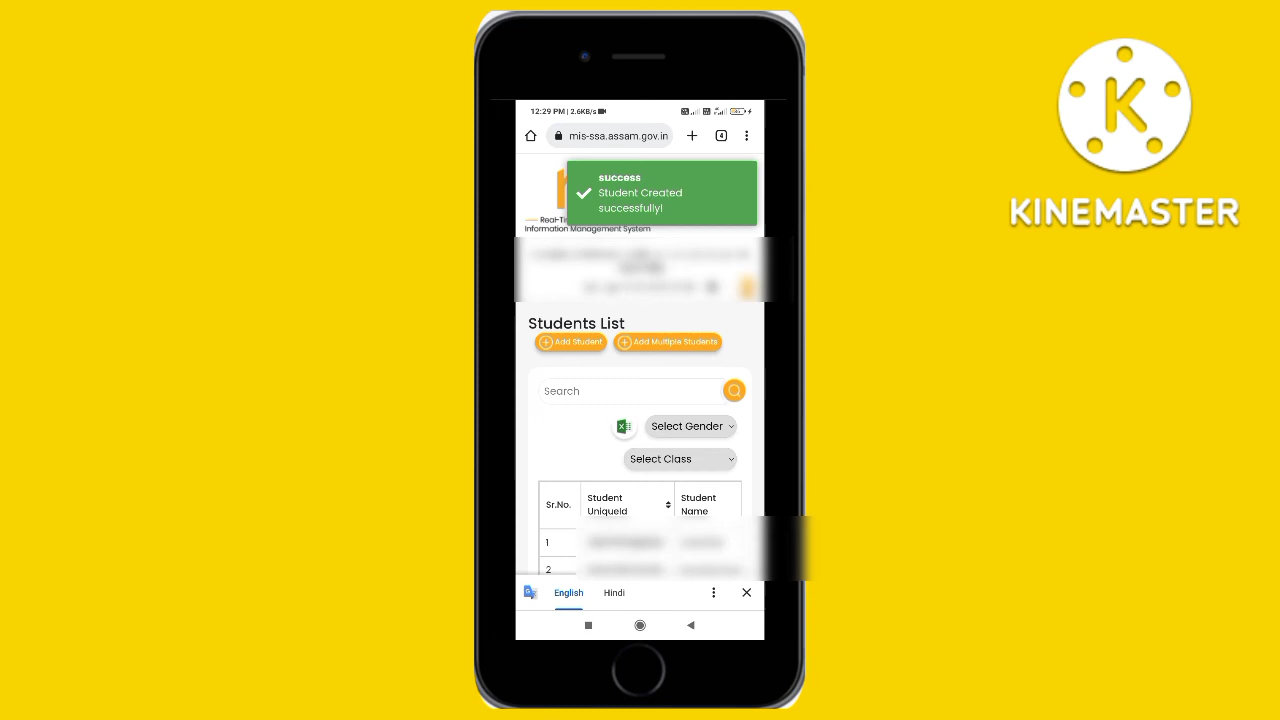 12:29 PM | 2.6KB/s
mis-ssa.assam.gov.in
4
success
Student Created
successfully!
Real-Ti
Information Management System
Students List
Add Student
Add Multiple Students
Search
Select Gender
Select Class
Sr.No.
Student
UniqueId
Student
Name
1
2
English
Hindi
K
KINEMASTER